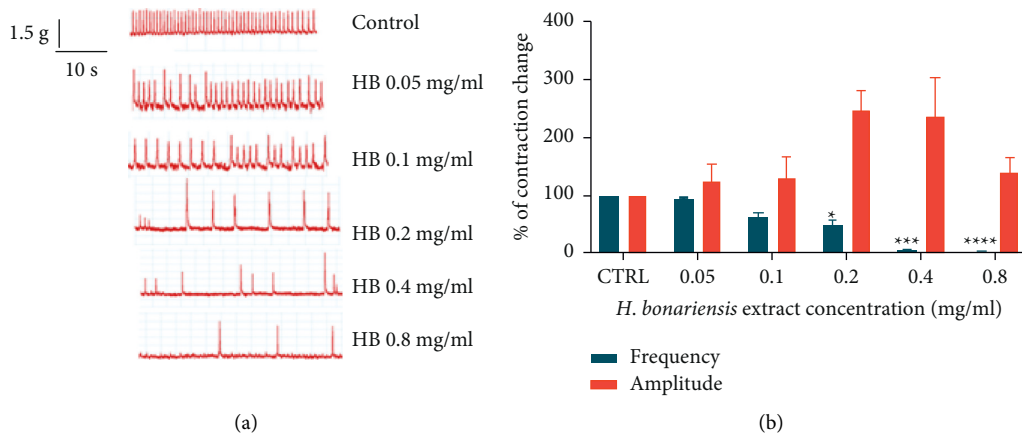 1.5 g
10 s
Control
HB 0.05 mg/ml
HB 0.1 mg/ml
HB 0.2 mg/ml
HB 0.4 mg/ml
HB 0.8 mg/ml
(a)
% of contraction change
400
300
200
100
0
*
***
****
CTRL 0.05 0.1 0.2 0.4 0.8
H. bonariensis extract concentration (mg/ml)
Frequency
Amplitude
(b)